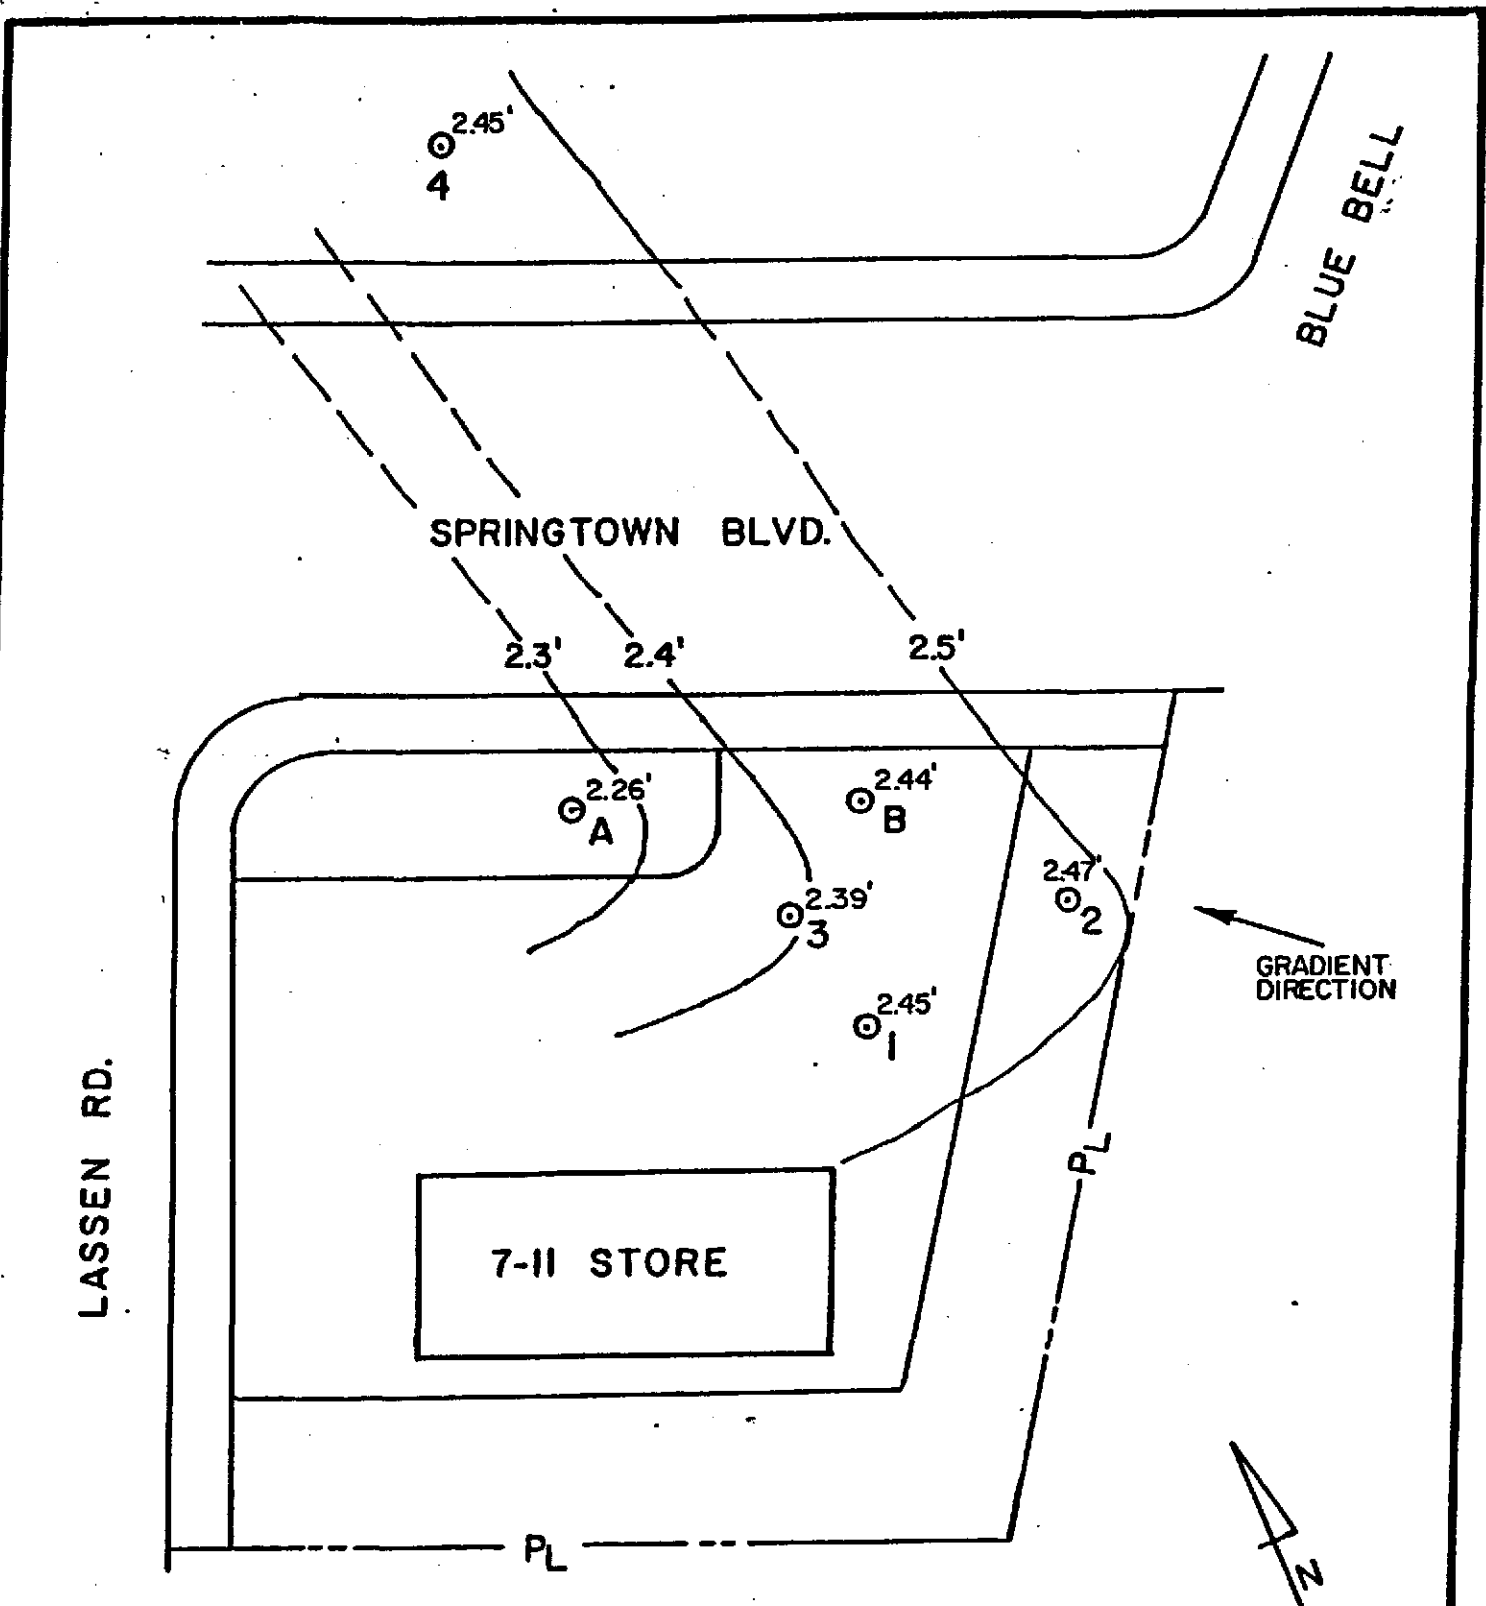 2.45'
4
BLUE BELL
SPRINGTOWN BLVD.
2.3'
2.4'
2.5'
2.26'
A
2.44'
B
2.47'
2
2.39'
3
GRADIENT
DIRECTION
2.45'
1
LASSEN RD.
PL
7-11 STORE
PL
N